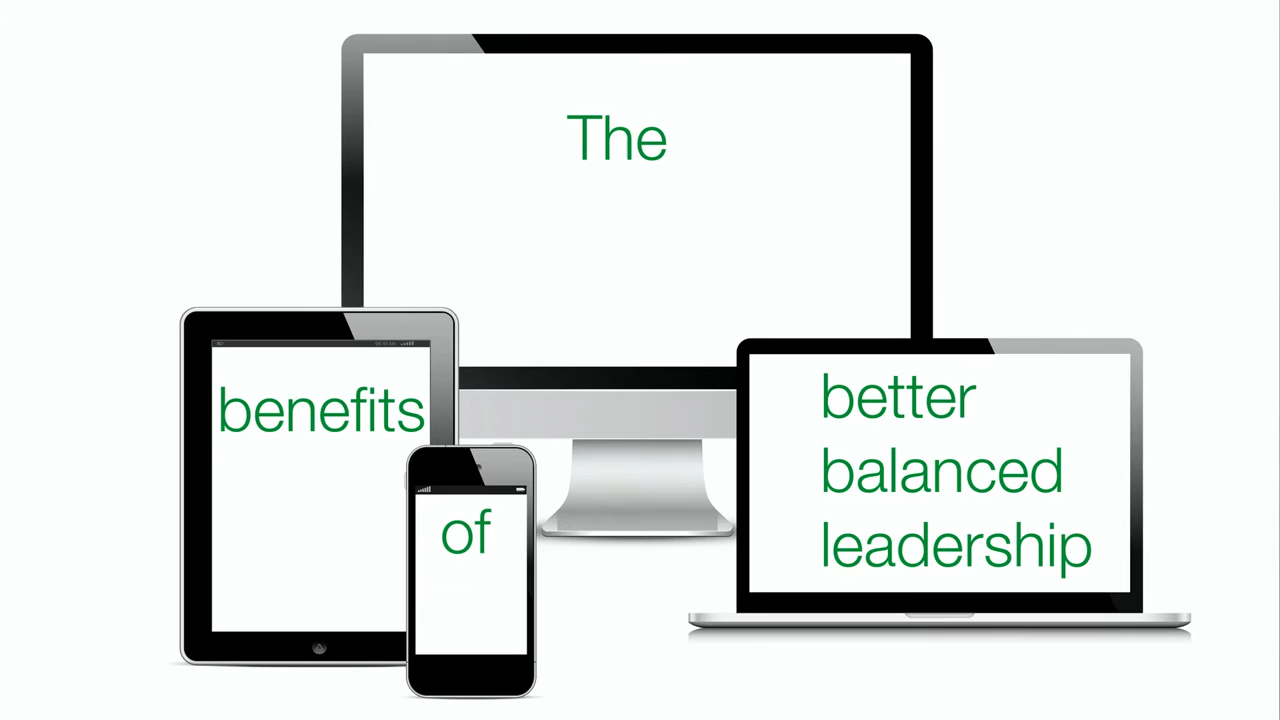 The
benefits
of
better
balanced
leadership